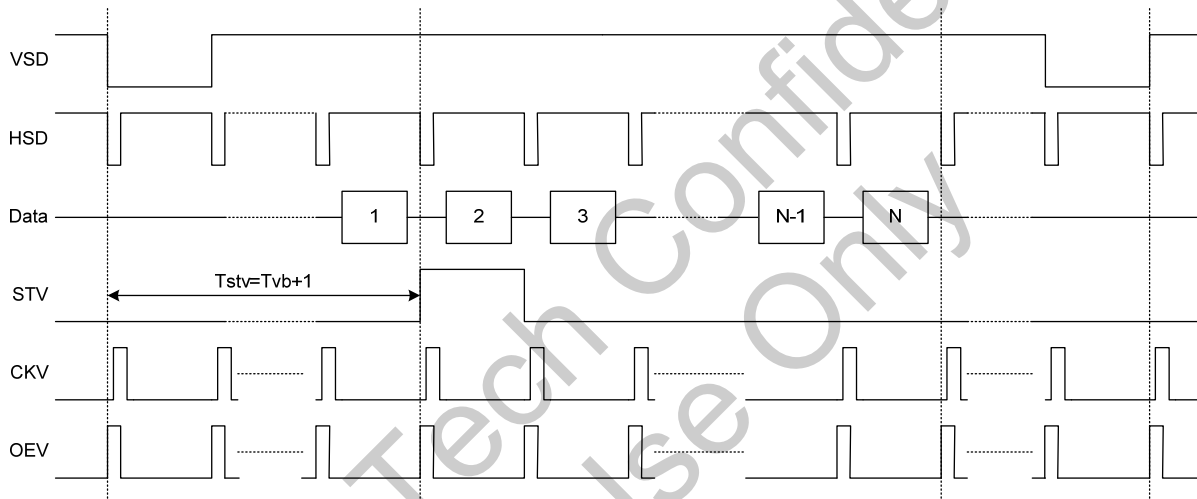 VSD
HSD
Data
1
2
3
N-1
N
STV
Tstv=Tvb+1
CKV
OEV
Tech Confide
Use Only